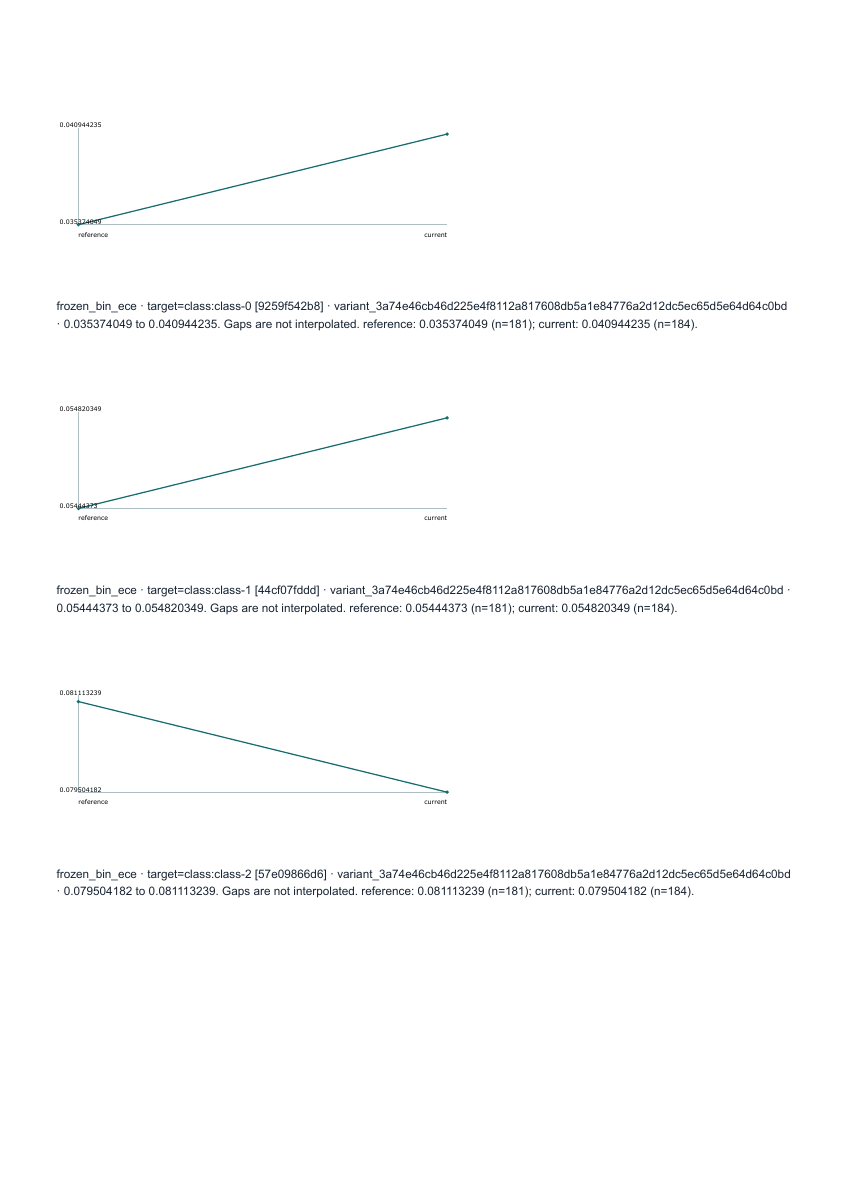 0.040944235
0.035374049
reference current
frozen_bin_ece · target=class:class-0 [9259f542b8] · variant_3a74e46cb46d225e4f8112a817608db5a1e84776a2d12dc5ec65d5e64d64c0bd
· 0.035374049 to 0.040944235. Gaps are not interpolated. reference: 0.035374049 (n=181); current: 0.040944235 (n=184).
0.054820349
0.05444373
reference current
frozen_bin_ece · target=class:class-1 [44cf07fddd] · variant_3a74e46cb46d225e4f8112a817608db5a1e84776a2d12dc5ec65d5e64d64c0bd ·
0.05444373 to 0.054820349. Gaps are not interpolated. reference: 0.05444373 (n=181); current: 0.054820349 (n=184).
0.081113239
0.079504182
reference current
frozen_bin_ece · target=class:class-2 [57e09866d6] · variant_3a74e46cb46d225e4f8112a817608db5a1e84776a2d12dc5ec65d5e64d64c0bd
· 0.079504182 to 0.081113239. Gaps are not interpolated. reference: 0.081113239 (n=181); current: 0.079504182 (n=184).